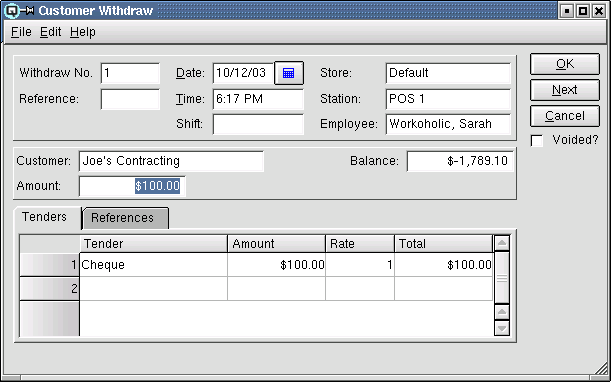 Customer Withdraw
File Edit Help
Withdraw No. 1 Date: 10/12/03 Store: Default OK
Reference: Time: 6:17 PM Station: POS 1 Next
Shift: Employee: Workoholic, Sarah Cancel
Voided?
Customer: Joe's Contracting Balance: $-1,789.10
Amount: $100.00
Tenders References
Tender Amount Rate Total
1 Cheque $100.00 1 $100.00
2